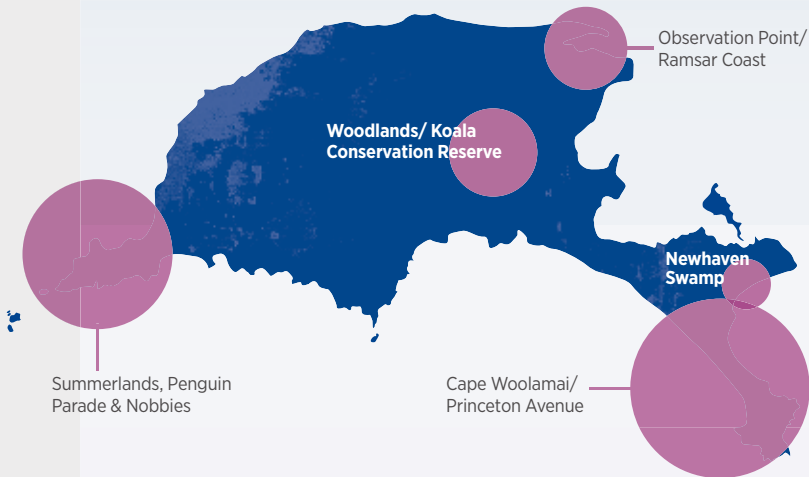 Observation Point/
Ramsar Coast
Woodlands/ Koala
Conservation Reserve
Newhaven
Swamp
Summerlands, Penguin
Parade & Nobbies
Cape Woolamai/
Princeton Avenue